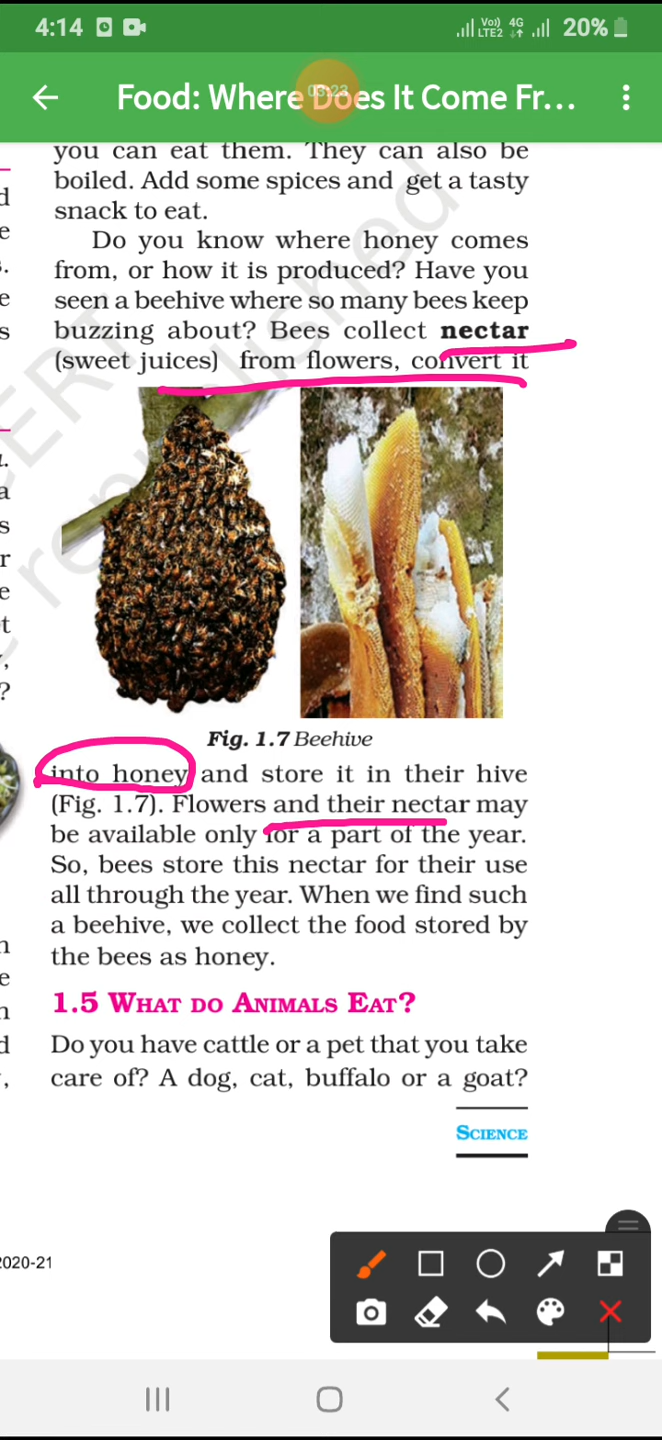 4:14
Vo)) 4G
LTE2
20%
Food: Where Does It Come Fr...
03:23
you can eat them. They can also be
boiled. Add some spices and get a tasty
snack to eat.
Do you know where honey comes
from, or how it is produced? Have you
seen a beehive where so many bees keep
buzzing about? Bees collect nectar
(sweet juices) from flowers, convert it
Fig. 1.7 Beehive
into honey and store it in their hive
(Fig. 1.7). Flowers and their nectar may
be available only for a part of the year.
So, bees store this nectar for their use
all through the year. When we find such
a beehive, we collect the food stored by
the bees as honey.
1.5 WHAT DO ANIMALS EAT?
Do you have cattle or a pet that you take
care of? A dog, cat, buffalo or a goat?
SCIENCE
2020-21